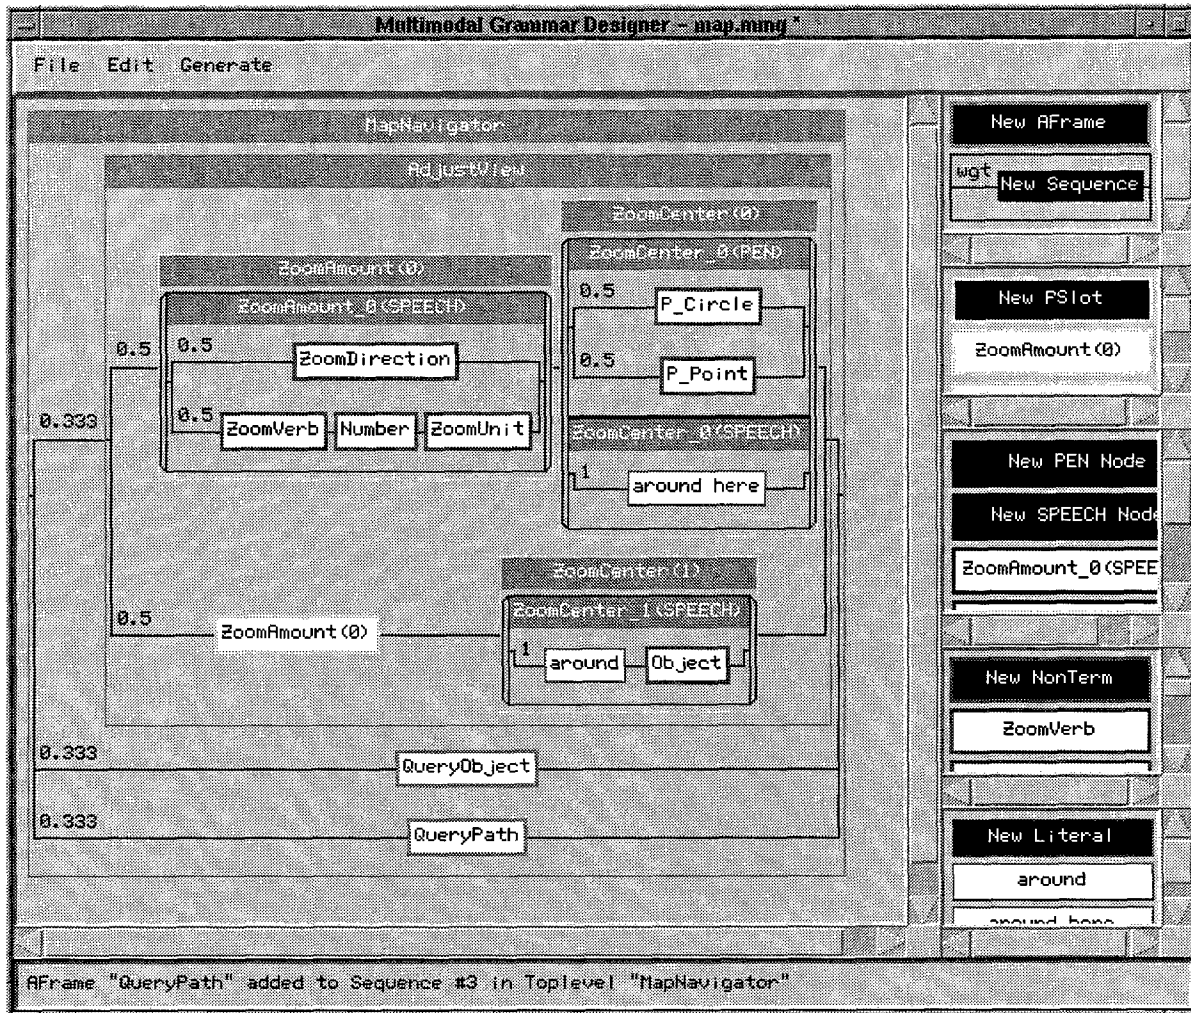 Multimodal Grammar Designer – map.mmg *
File Edit Generate
MapNavigator
AdjustView
ZoomCenter(0)
ZoomCenter_0(PEN)
0.5
P_Circle
0.5
P_Point
ZoomCenter_0(SPEECH)
1
around here
ZoomAmount(0)
ZoomAmount_0(SPEECH)
0.5
0.5
ZoomDirection
0.5
ZoomVerb Number ZoomUnit
0.333
0.5
ZoomAmount(0)
ZoomCenter(1)
ZoomCenter_1(SPEECH)
1
around Object
0.333
QueryObject
0.333
QueryPath
New AFrame
wgt
New Sequence
New PSlot
ZoomAmount(0)
New PEN Node
New SPEECH Node
ZoomAmount_0(SPEE
New NonTerm
ZoomVerb
New Literal
around
around here
AFrame "QueryPath" added to Sequence #3 in Toplevel "MapNavigator"